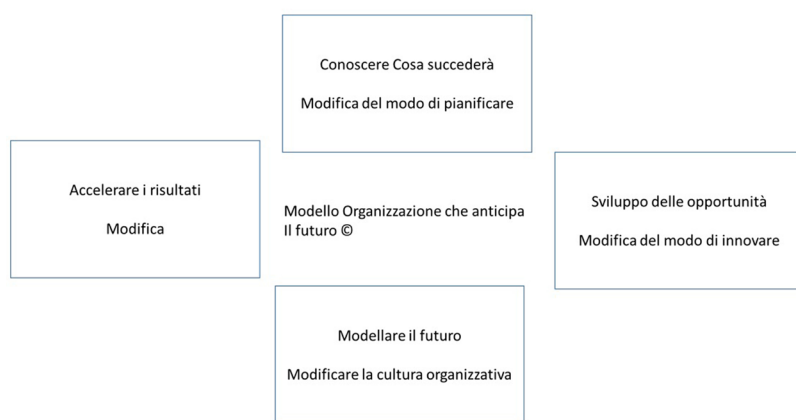 Conoscere Cosa succederà
Modifica del modo di pianificare
Accelerare i risultati
Modifica
Modello Organizzazione che anticipa
Il futuro ©
Sviluppo delle opportunità
Modifica del modo di innovare
Modellare il futuro
Modificare la cultura organizzativa